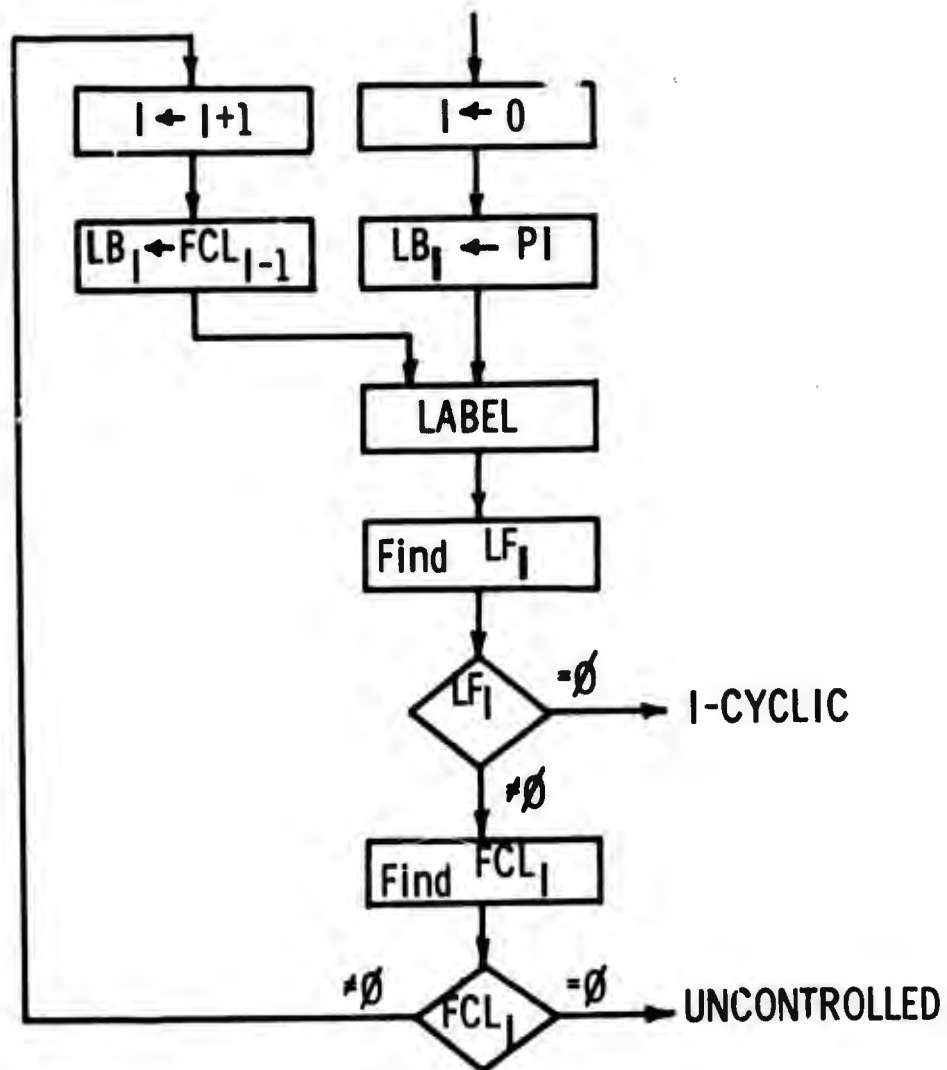 I ← I+1
I ← 0
LB_I ← FCL_I-1
LB_I ← PI
LABEL
Find LF_I
LF_I
=∅
I-CYCLIC
≠∅
Find FCL_I
≠∅
FCL_I
=∅
UNCONTROLLED